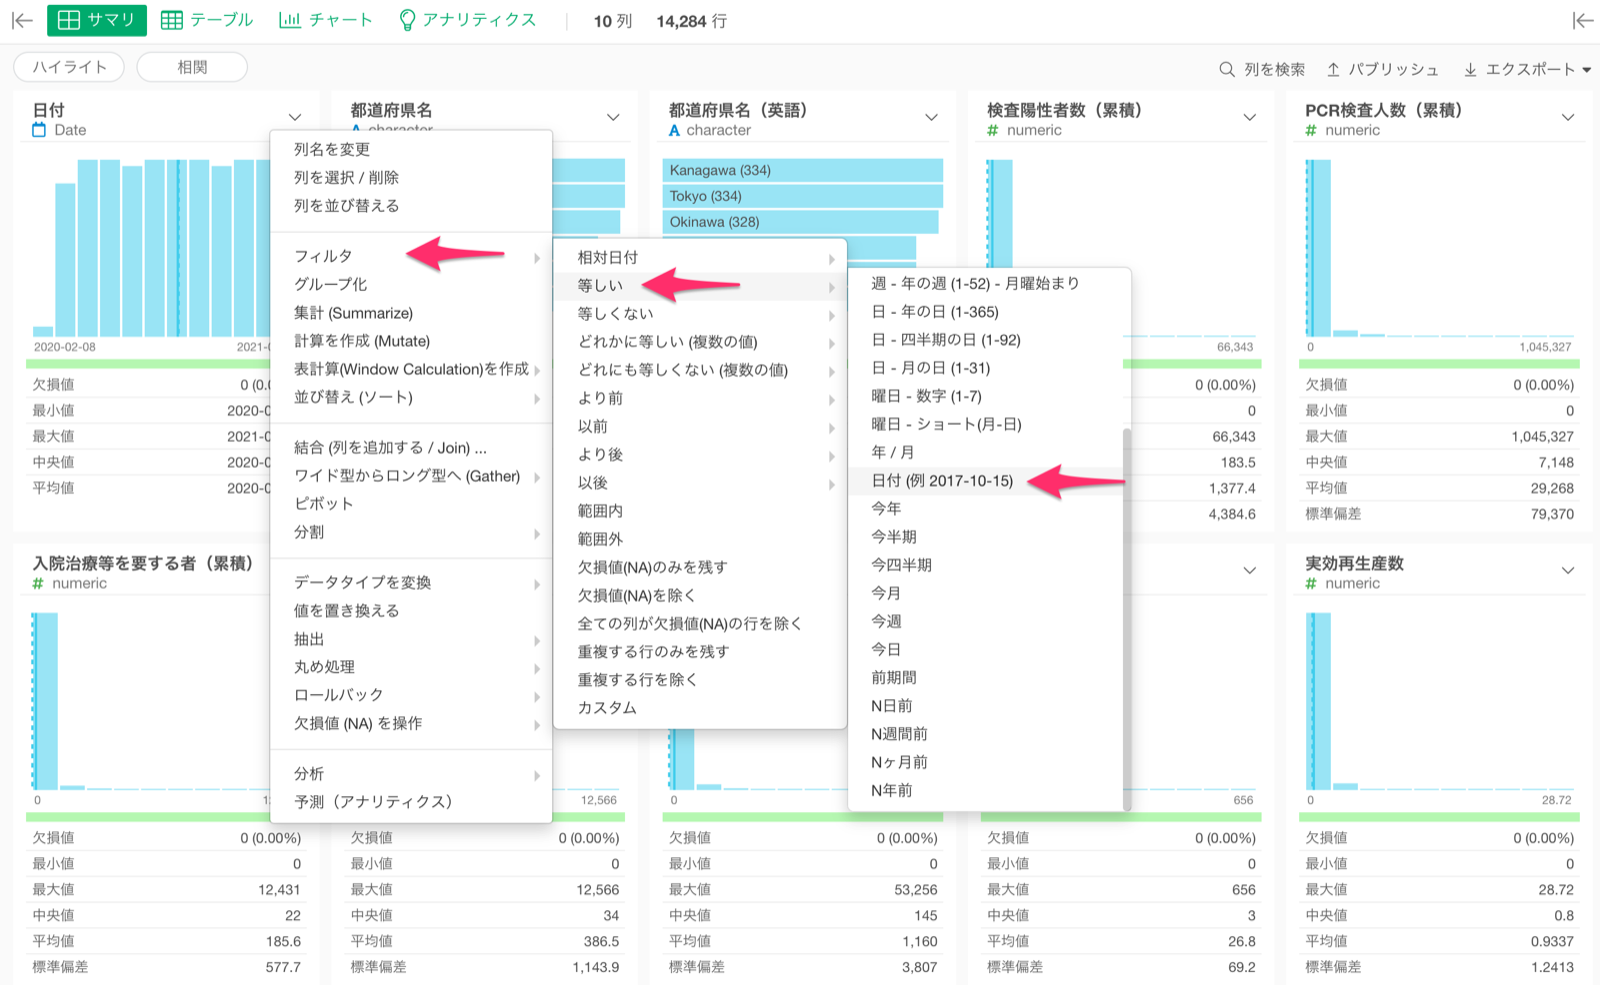 サマリ テーブル チャート アナリティクス 10 列 14,284 行
ハイライト 相関 列を検索 パブリッシュ エクスポート
日付
Date
都道府県名
都道府県名（英語）
A character
検査陽性者数（累積）
# numeric
PCR検査人数（累積）
# numeric
2020-02-08
欠損値
最小値
最大値
中央値
平均値
列名を変更
列を選択 / 削除
列を並び替える
フィルタ
グループ化
集計 (Summarize)
計算を作成 (Mutate)
表計算(Window Calculation)を作成
並び替え (ソート)
結合 (列を追加する / Join) ...
ワイド型からロング型へ (Gather)
ピボット
分割
データタイプを変換
値を置き換える
抽出
丸め処理
ロールバック
欠損値 (NA) を操作
分析
予測（アナリティクス）
Kanagawa (334)
Tokyo (334)
Okinawa (328)
相対日付
等しい
等しくない
どれかに等しい (複数の値)
どれにも等しくない (複数の値)
より前
以前
より後
以後
範囲内
範囲外
欠損値(NA)のみを残す
欠損値(NA)を除く
全ての列が欠損値(NA)の行を除く
重複する行のみを残す
重複する行を除く
カスタム
週 - 年の週 (1-52) - 月曜始まり
日 - 年の日 (1-365)
日 - 四半期の日 (1-92)
日 - 月の日 (1-31)
曜日 - 数字 (1-7)
曜日 - ショート(月-日)
年 / 月
日付 (例 2017-10-15)
今年
今半期
今四半期
今月
今週
今日
前期間
N日前
N週間前
Nヶ月前
N年前
66,343
0 (0.00%)
0
66,343
183.5
1,377.4
4,384.6
0 1,045,327
欠損値 0 (0.00%)
最小値 0
最大値 1,045,327
中央値 7,148
平均値 29,268
標準偏差 79,370
入院治療等を要する者（累積）
# numeric
0
欠損値 0 (0.00%)
最小値 0
最大値 12,431
中央値 22
平均値 185.6
標準偏差 577.7
12,566
欠損値 0 (0.00%)
最小値 0
最大値 12,566
中央値 34
平均値 386.5
標準偏差 1,143.9
0
欠損値 0 (0.00%)
最小値 0
最大値 53,256
中央値 145
平均値 1,160
標準偏差 3,807
656
欠損値 0 (0.00%)
最小値 0
最大値 656
中央値 3
平均値 26.8
標準偏差 69.2
実効再生産数
# numeric
0 28.72
欠損値 0 (0.00%)
最小値 0
最大値 28.72
中央値 0.8
平均値 0.9337
標準偏差 1.2413